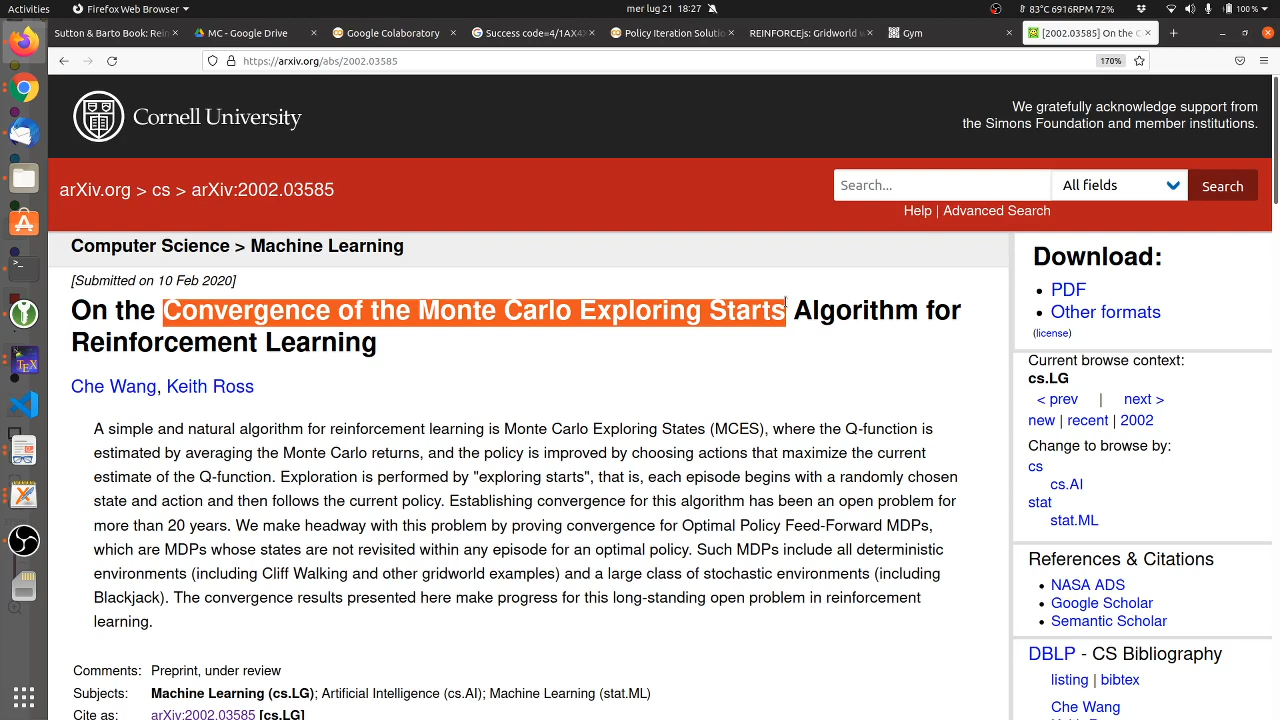 Activities
Firefox Web Browser
mer lug 21 18:27
83°C 6916RPM 72%
100%
Sutton & Barto Book: Rei
MC - Google Drive
Google Colaboratory
Success code=4/1AX4
Policy Iteration Solutio
REINFORCEjs: Gridworld w
Gym
[2002.03585] On the C
https://arxiv.org/abs/2002.03585
170%
Cornell University
We gratefully acknowledge support from
the Simons Foundation and member institutions.
arXiv.org > cs > arXiv:2002.03585
Search...
All fields
Search
Help | Advanced Search
Computer Science > Machine Learning
[Submitted on 10 Feb 2020]
On the Convergence of the Monte Carlo Exploring Starts Algorithm for
Reinforcement Learning
Che Wang, Keith Ross
A simple and natural algorithm for reinforcement learning is Monte Carlo Exploring States (MCES), where the Q-function is
estimated by averaging the Monte Carlo returns, and the policy is improved by choosing actions that maximize the current
estimate of the Q-function. Exploration is performed by "exploring starts", that is, each episode begins with a randomly chosen
state and action and then follows the current policy. Establishing convergence for this algorithm has been an open problem for
more than 20 years. We make headway with this problem by proving convergence for Optimal Policy Feed-Forward MDPs,
which are MDPs whose states are not revisited within any episode for an optimal policy. Such MDPs include all deterministic
environments (including Cliff Walking and other gridworld examples) and a large class of stochastic environments (including
Blackjack). The convergence results presented here make progress for this long-standing open problem in reinforcement
learning.
Comments: Preprint, under review
Subjects: Machine Learning (cs.LG); Artificial Intelligence (cs.AI); Machine Learning (stat.ML)
Cite as: arXiv:2002.03585 [cs.LG]
Download:
PDF
Other formats
(license)
Current browse context:
cs.LG
< prev | next >
new | recent | 2002
Change to browse by:
cs
cs.AI
stat
stat.ML
References & Citations
NASA ADS
Google Scholar
Semantic Scholar
DBLP - CS Bibliography
listing | bibtex
Che Wang